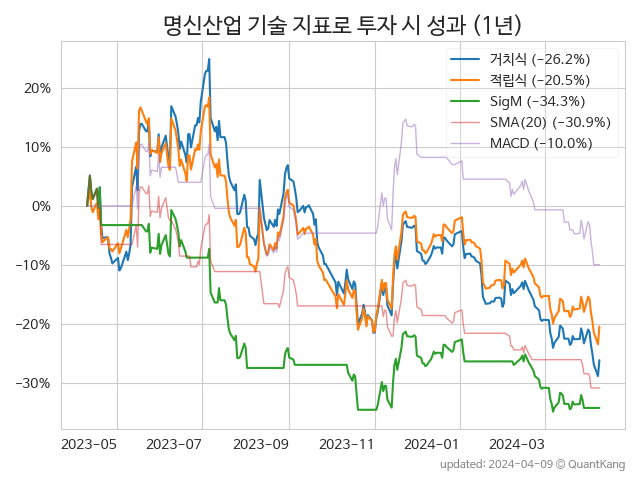 명신산업 기술 지표로 투자 시 성과 (1년)
거치식 (−26.2%)
적립식 (−20.5%)
SigM (−34.3%)
SMA(20) (−30.9%)
MACD (−10.0%)
20%
10%
0%
−10%
−20%
−30%
2023−05 2023−07 2023−09 2023−11 2024−01 2024−03
updated: 2024−04−09 © QuantKang